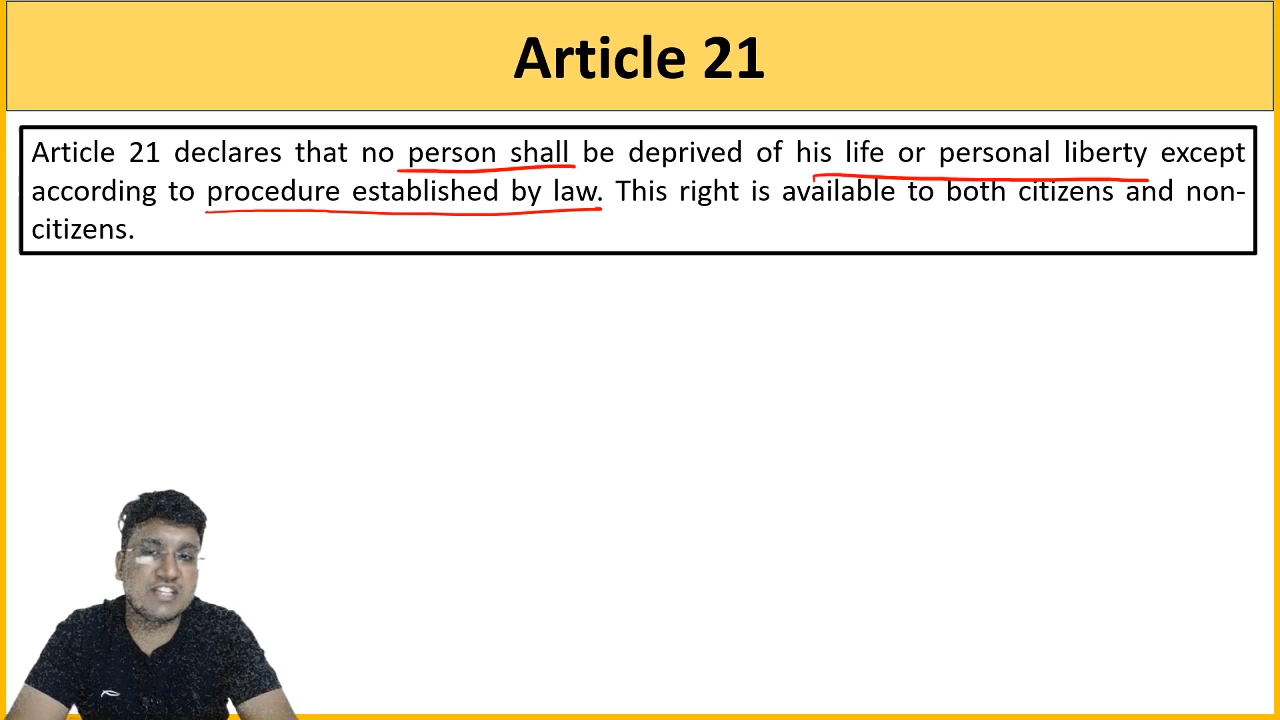 Article 21
Article 21 declares that no person shall be deprived of his life or personal liberty except
according to procedure established by law. This right is available to both citizens and non-
citizens.